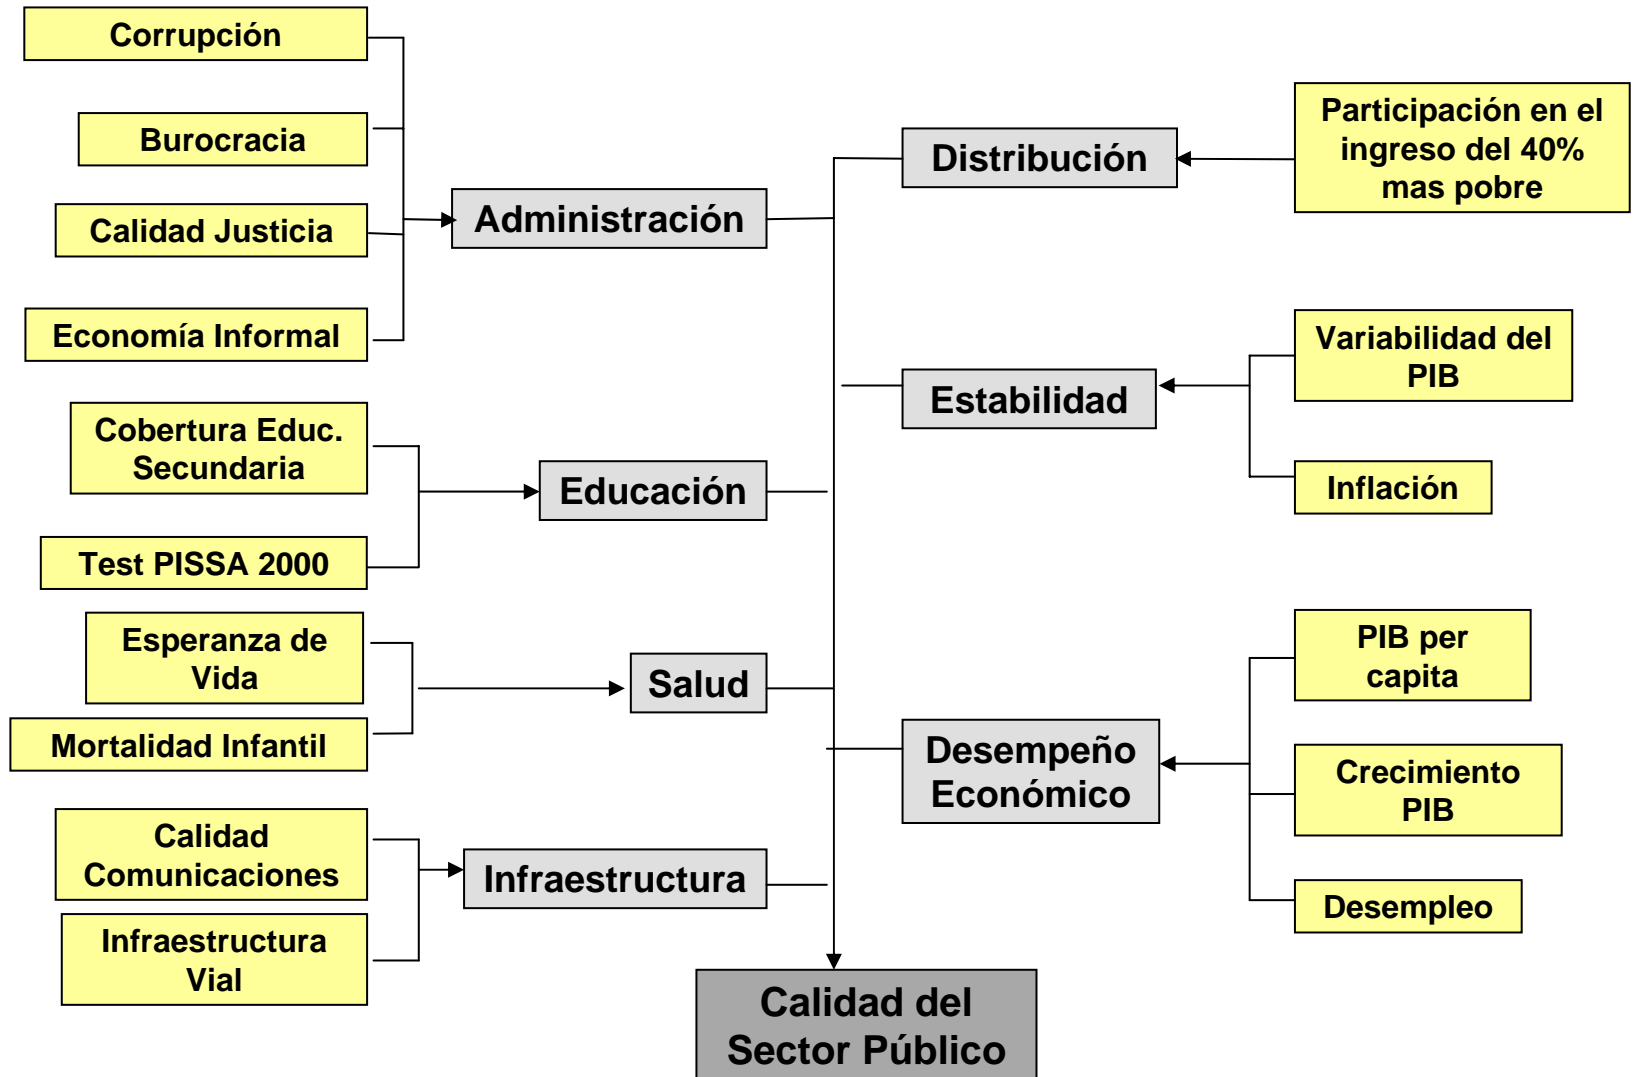 Corrupción
Burocracia
Calidad Justicia
Economía Informal
Administración
Cobertura Educ.
Secundaria
Test PISSA 2000
Educación
Esperanza de
Vida
Mortalidad Infantil
Salud
Calidad
Comunicaciones
Infraestructura
Vial
Infraestructura
Distribución
Participación en el
ingreso del 40%
mas pobre
Estabilidad
Variabilidad del
PIB
Inflación
Desempeño
Económico
PIB per
capita
Crecimiento
PIB
Desempleo
Calidad del
Sector Público